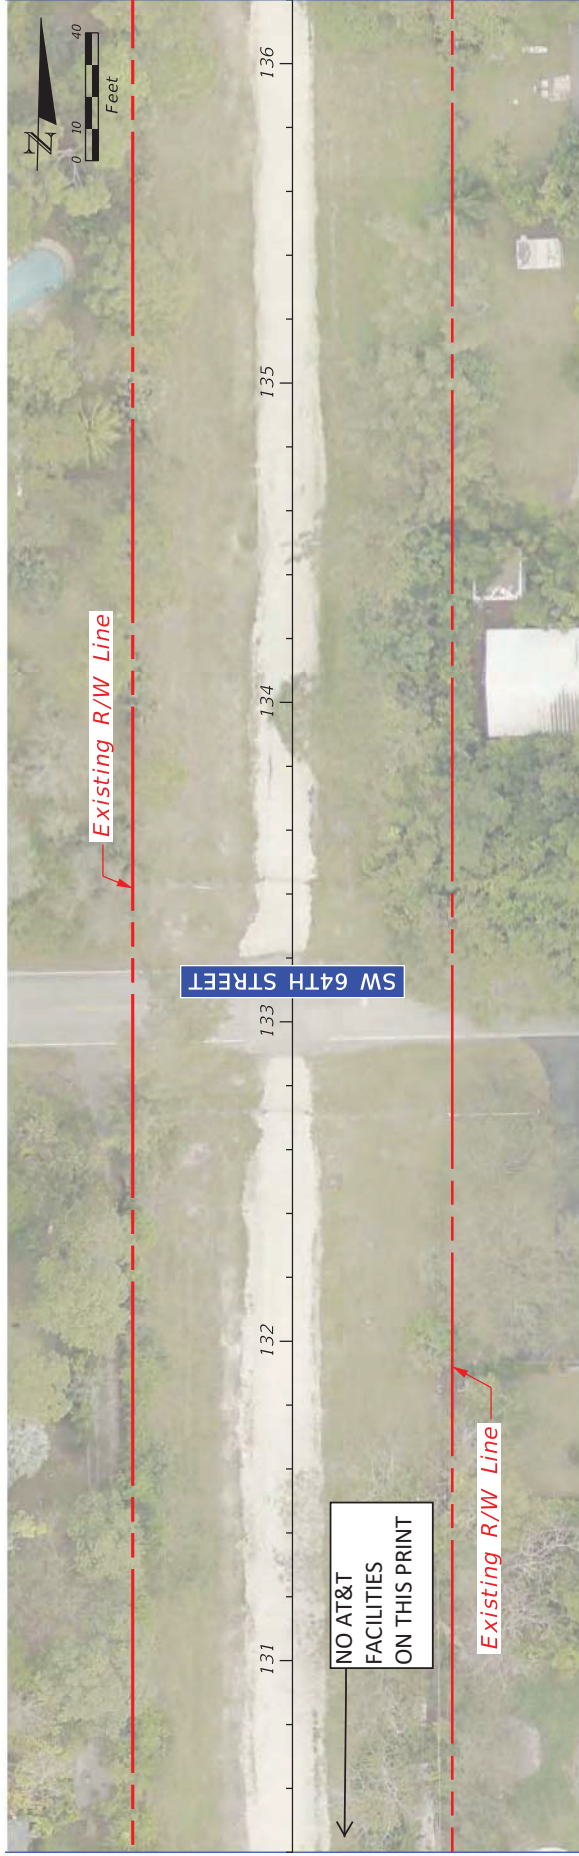 136
40
10
0
Feet
N
135
Existing R/W Line
134
SW 64TH STREET
133
132
Existing R/W Line
NO AT&T
FACILITIES
ON THIS PRINT
131